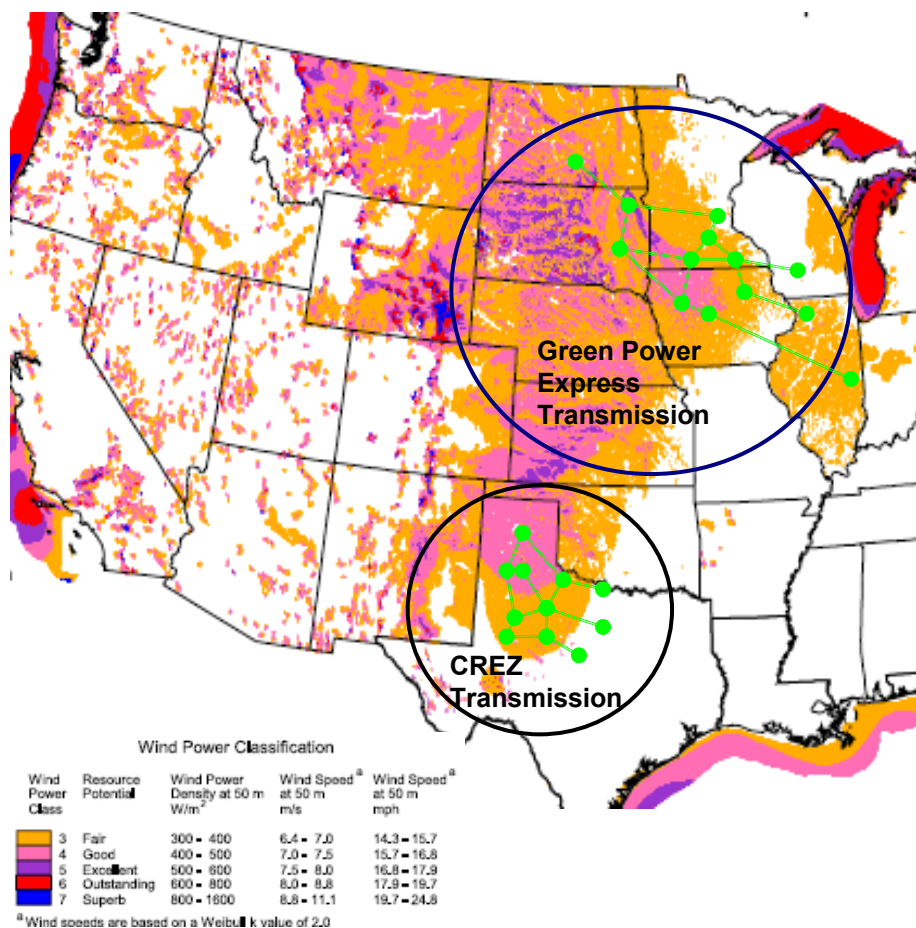 Green Power
Express
Transmission
CREZ
Transmission
Wind Power Classification
Wind Power Class Resource Potential Wind Power Density at 50 m W/m² Wind Speed ᵃ at 50 m m/s Wind Speed ᵃ at 50 m mph
3 Fair 300 - 400 6.4 - 7.0 14.3 - 15.7
4 Good 400 - 500 7.0 - 7.5 15.7 - 16.8
5 Excellent 500 - 600 7.5 - 8.0 16.8 - 17.9
6 Outstanding 600 - 800 8.0 - 8.8 17.9 - 19.7
7 Superb 800 - 1600 8.8 - 11.1 19.7 - 24.8
ᵃ Wind speeds are based on a Weibull k value of 2.0